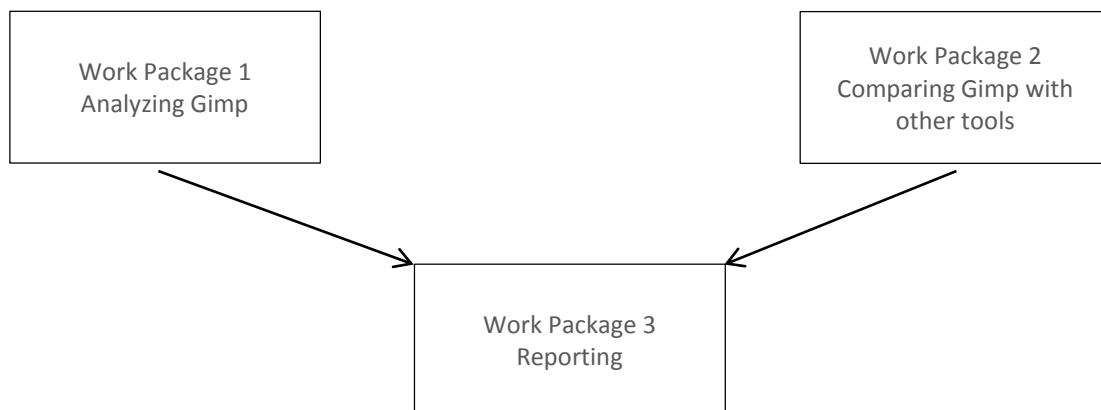 Work Package 1
Analyzing Gimp
Work Package 2
Comparing Gimp with
other tools
Work Package 3
Reporting